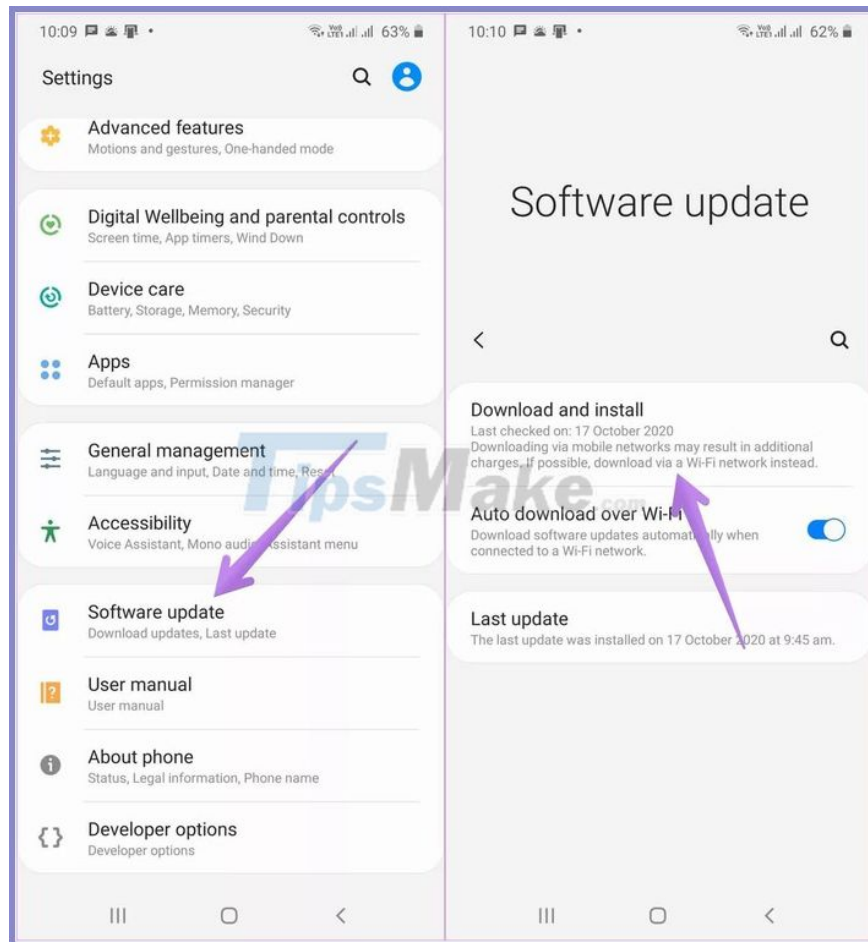 10:09
63%
Settings
Advanced features
Motions and gestures, One-handed mode
Digital Wellbeing and parental controls
Screen time, App timers, Wind Down
Device care
Battery, Storage, Memory, Security
Apps
Default apps, Permission manager
General management
Language and input, Date and time, Reset
Accessibility
Voice Assistant, Mono audio, Assistant menu
Software update
Download updates, Last update
User manual
User manual
About phone
Status, Legal information, Phone name
Developer options
Developer options
10:10
62%
Software update
Download and install
Last checked on: 17 October 2020
Downloading via mobile networks may result in additional
charges. If possible, download via a Wi-Fi network instead.
Auto download over Wi-Fi
Download software updates automatically when
connected to a Wi-Fi network.
Last update
The last update was installed on 17 October 2020 at 9:45 am.
TipsMake.com